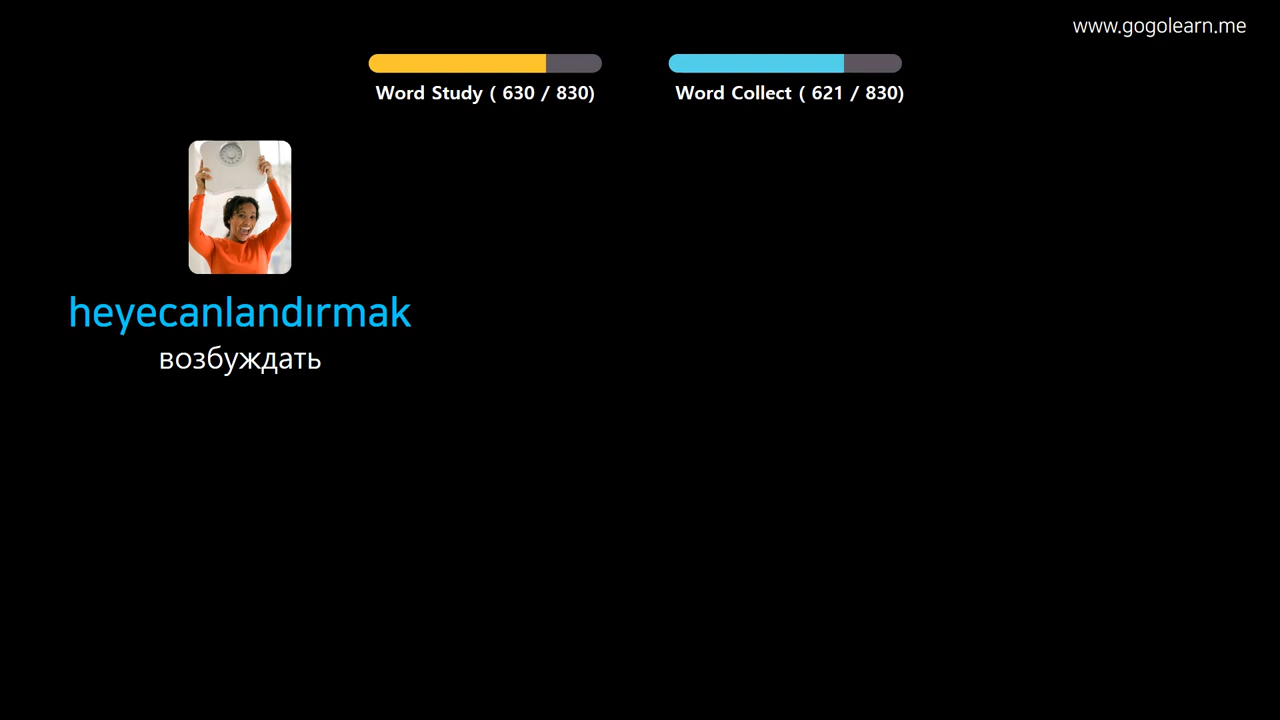 www.gogolearn.me
Word Study ( 630 / 830)
Word Collect ( 621 / 830)
heyecanlandırmak
возбуждать